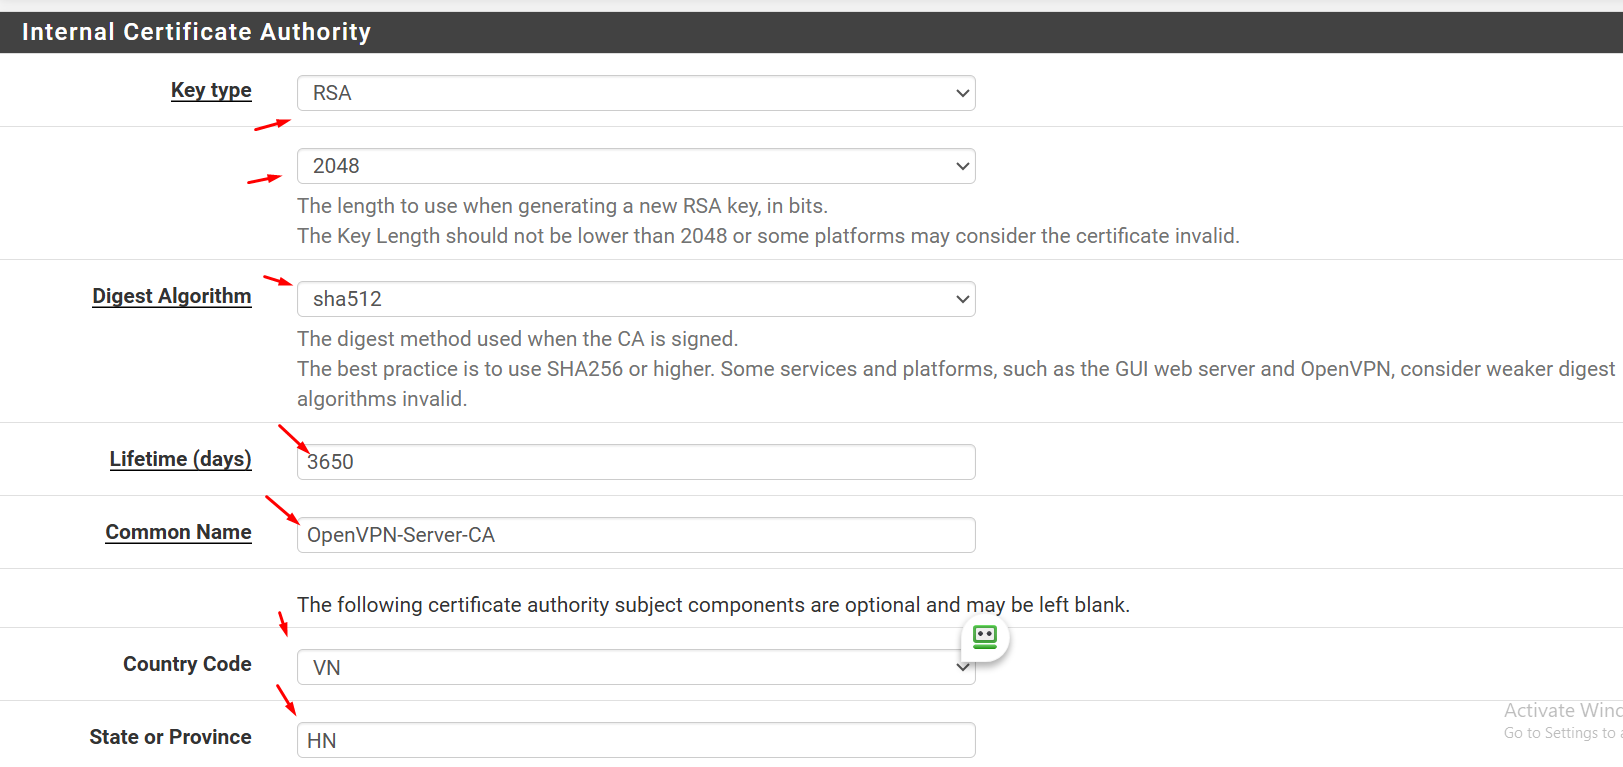 Internal Certificate Authority
Key type
RSA
2048
The length to use when generating a new RSA key, in bits.
The Key Length should not be lower than 2048 or some platforms may consider the certificate invalid.
Digest Algorithm
sha512
The digest method used when the CA is signed.
The best practice is to use SHA256 or higher. Some services and platforms, such as the GUI web server and OpenVPN, consider weaker digest
algorithms invalid.
Lifetime (days)
3650
Common Name
OpenVPN-Server-CA
The following certificate authority subject components are optional and may be left blank.
Country Code
VN
State or Province
HN
Activate Wind
Go to Settings to a